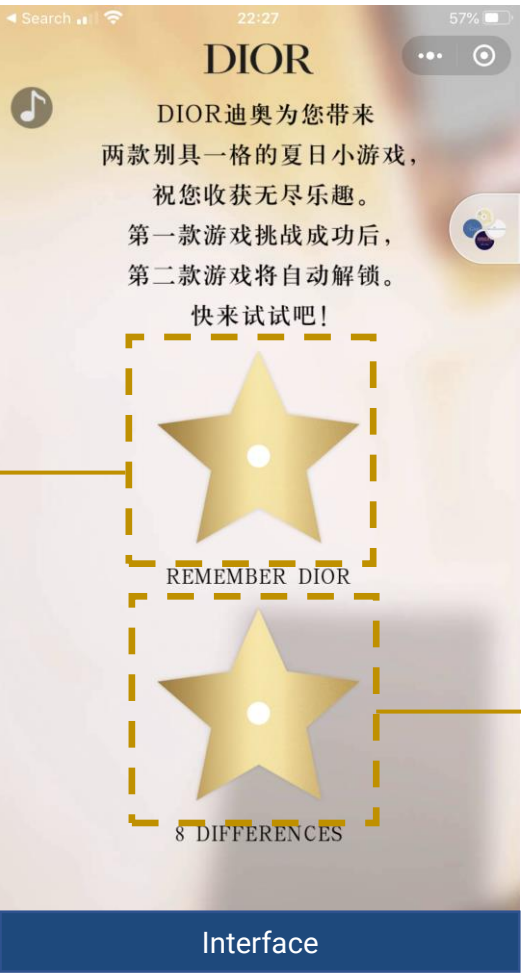 Search 22:27 57%
DIOR
DIOR迪奥为您带来
两款别具一格的夏日小游戏，
祝您收获无尽乐趣。
第一款游戏挑战成功后，
第二款游戏将自动解锁。
快来试试吧！
REMEMBER DIOR
8 DIFFERENCES
Interface